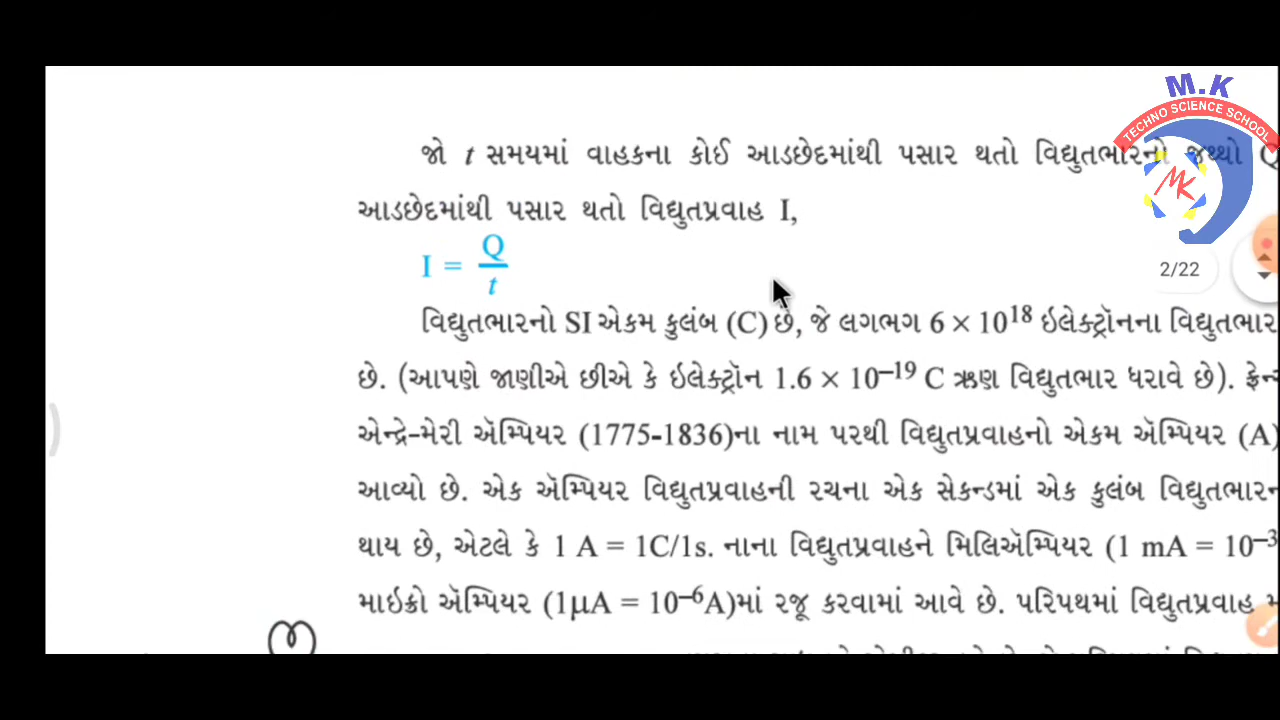 M.K
TECHNO SCIENCE SCHOOL
MK
જો t સમયમાં વાહકના કોઈ આડછેદમાંથી પસાર થતો વિદ્યુતભારનો જથ્થો
આડછેદમાંથી પસાર થતો વિદ્યુતપ્રવાહ I,
I = Q/t
2/22
વિદ્યુતભારનો SI એકમ કુલંબ (C) છે, જે લગભગ 6 × 10¹⁸ ઇલેક્ટ્રૉનના વિદ્યુતભાર
છે. (આપણે જાણીએ છીએ કે ઇલેક્ટ્રૉન 1.6 × 10⁻¹⁹ C ઋણ વિદ્યુતભાર ધરાવે છે).
એન્દ્રે-મેરી ઍમ્પિયર (1775-1836)ના નામ પરથી વિદ્યુતપ્રવાહનો એકમ ઍમ્પિયર (A)
આવ્યો છે. એક ઍમ્પિયર વિદ્યુતપ્રવાહની રચના એક સેકન્ડમાં એક કુલંબ
થાય છે, એટલે કે 1 A = 1C/1s. નાના વિદ્યુતપ્રવાહને મિલિઍમ્પિયર (1 mA = 10⁻³
માઇક્રો ઍમ્પિયર (1μA = 10⁻⁶A)માં રજૂ કરવામાં આવે છે. પરિપથમાં વિદ્યુતપ્રવાહ